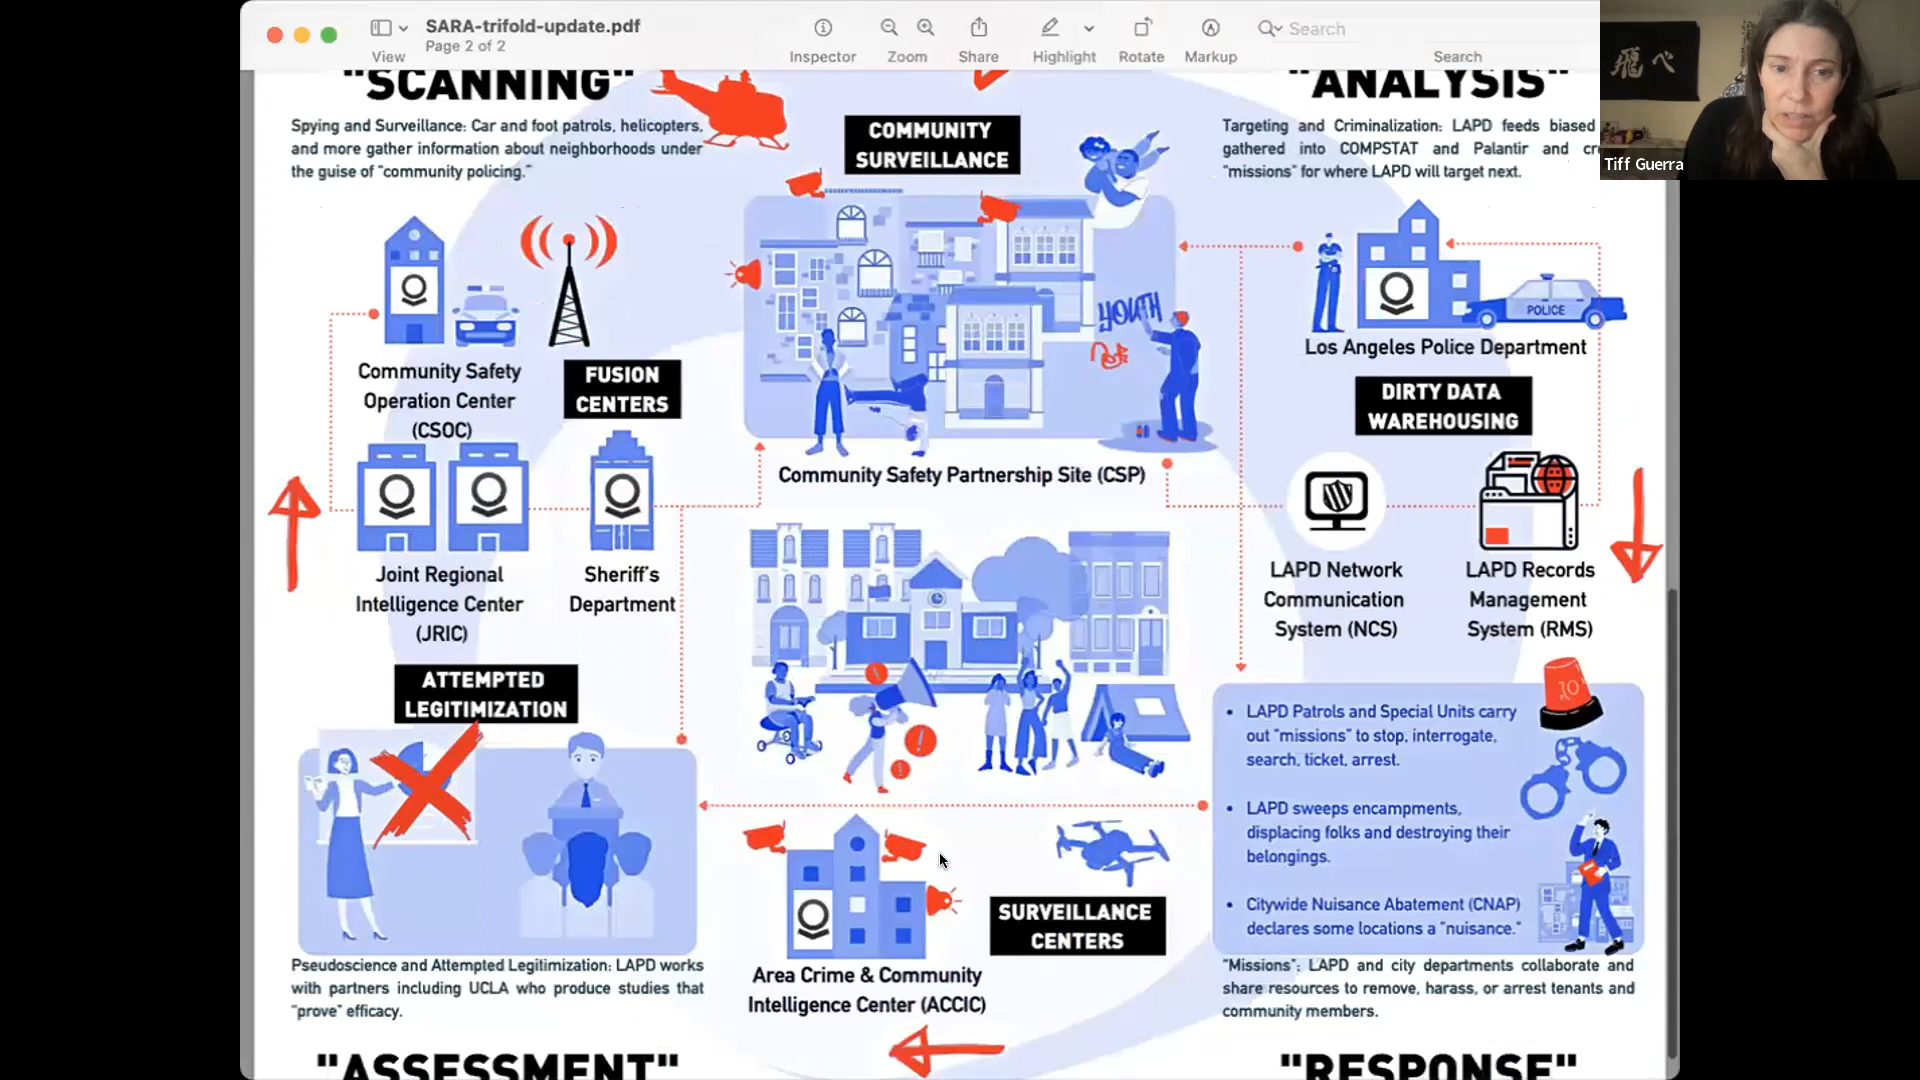 SARA-trifold-update.pdf
Page 2 of 2
View
Inspector
Zoom
Share
Highlight
Rotate
Markup
Search
Search
飛べ
Tiff Guerra
"SCANNING"
Spying and Surveillance: Car and foot patrols, helicopters,
and more gather information about neighborhoods under
the guise of "community policing."
COMMUNITY
SURVEILLANCE
"ANALYSIS"
Targeting and Criminalization: LAPD feeds biased
gathered into COMPSTAT and Palantir and
"missions" for where LAPD will target next.
Community Safety
Operation Center
(CSOC)
FUSION
CENTERS
YOUTH
Community Safety Partnership Site (CSP)
POLICE
Los Angeles Police Department
DIRTY DATA
WAREHOUSING
Joint Regional
Intelligence Center
(JRIC)
Sheriff's
Department
LAPD Network
Communication
System (NCS)
LAPD Records
Management
System (RMS)
ATTEMPTED
LEGITIMIZATION
Pseudoscience and Attempted Legitimization: LAPD works
with partners including UCLA who produce studies that
"prove" efficacy.
"ASSESSMENT"
SURVEILLANCE
CENTERS
Area Crime & Community
Intelligence Center (ACCIC)
• LAPD Patrols and Special Units carry
out "missions" to stop, interrogate,
search, ticket, arrest.
• LAPD sweeps encampments,
displacing folks and destroying their
belongings.
• Citywide Nuisance Abatement (CNAP)
declares some locations a "nuisance."
"Missions": LAPD and city departments collaborate and
share resources to remove, harass, or arrest tenants and
community members.
"RESPONSE"